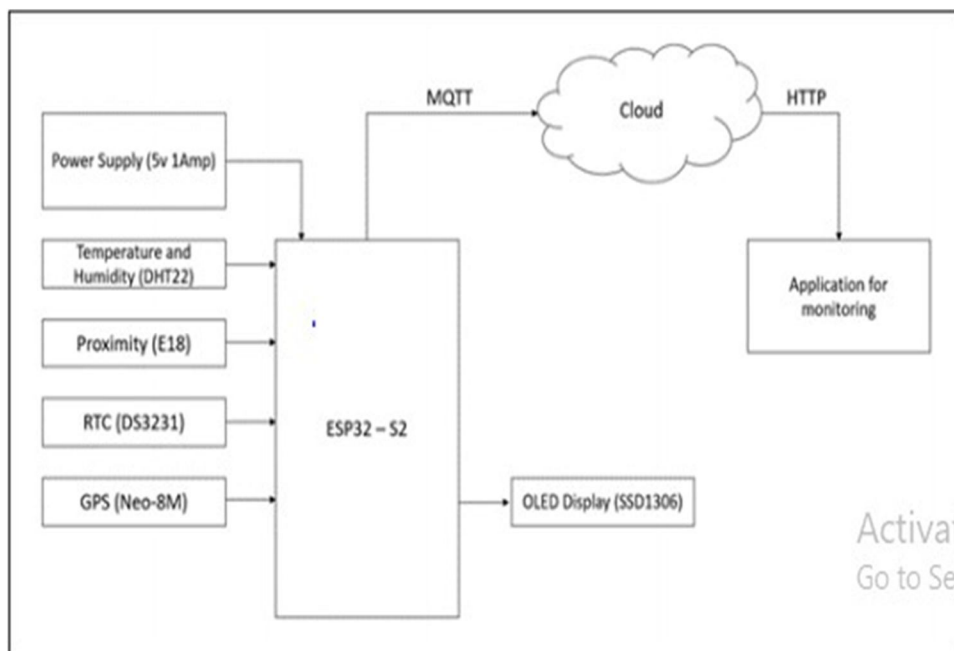 MQTT
Cloud
HTTP
Power Supply (5v 1Amp)
Temperature and
Humidity (DHT22)
Proximity (E18)
RTC (DS3231)
GPS (Neo-8M)
ESP32 – S2
OLED Display (SSD1306)
Application for
monitoring
Activat
Go to Se